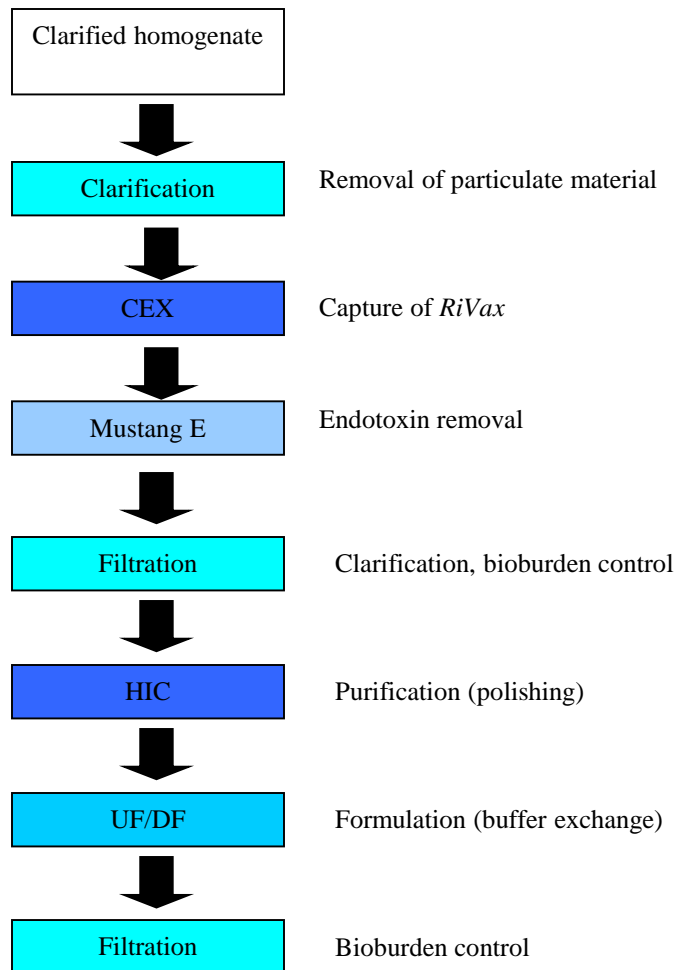 Clarified homogenate
Clarification
Removal of particulate material
CEX
Capture of RiVax
Mustang E
Endotoxin removal
Filtration
Clarification, bioburden control
HIC
Purification (polishing)
UF/DF
Formulation (buffer exchange)
Filtration
Bioburden control